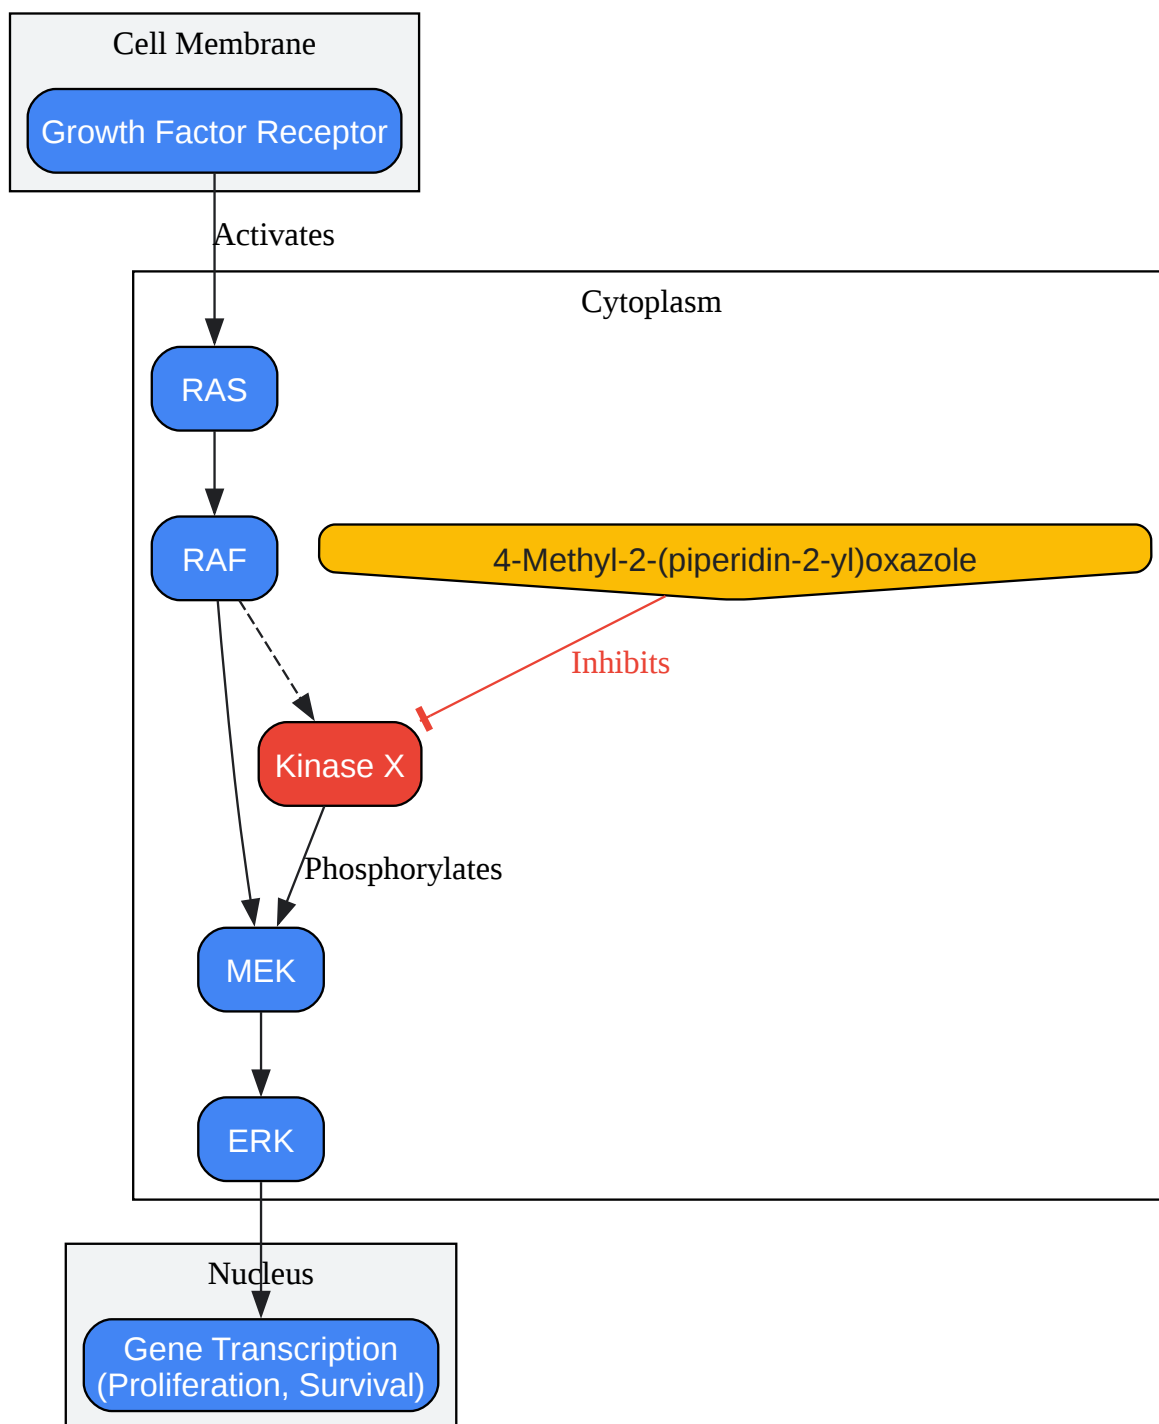 Cell Membrane
Growth Factor Receptor
Activates
Cytoplasm
RAS
RAF
4-Methyl-2-(piperidin-2-yl)oxazole
Inhibits
Kinase X
Phosphorylates
MEK
ERK
Nucleus
Gene Transcription
(Proliferation, Survival)